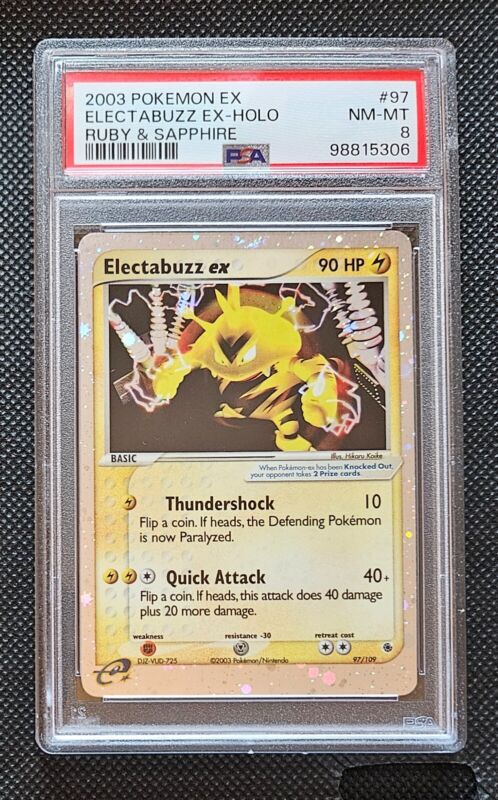 2003 POKEMON EX #97
ELECTABUZZ EX-HOLO NM-MT
RUBY & SAPPHIRE 8
PSA 98815306
Electabuzz ex 90 HP
BASIC Illus. Hikaru Koike
When Pokémon-ex has been Knocked Out,
your opponent takes 2 Prize cards.
Thundershock 10
Flip a coin. If heads, the Defending Pokémon
is now Paralyzed.
Quick Attack 40+
Flip a coin. If heads, this attack does 40 damage
plus 20 more damage.
weakness resistance -30 retreat cost
DJZ-VUD-725 ©2003 Pokémon/Nintendo 97/109
e
PSA